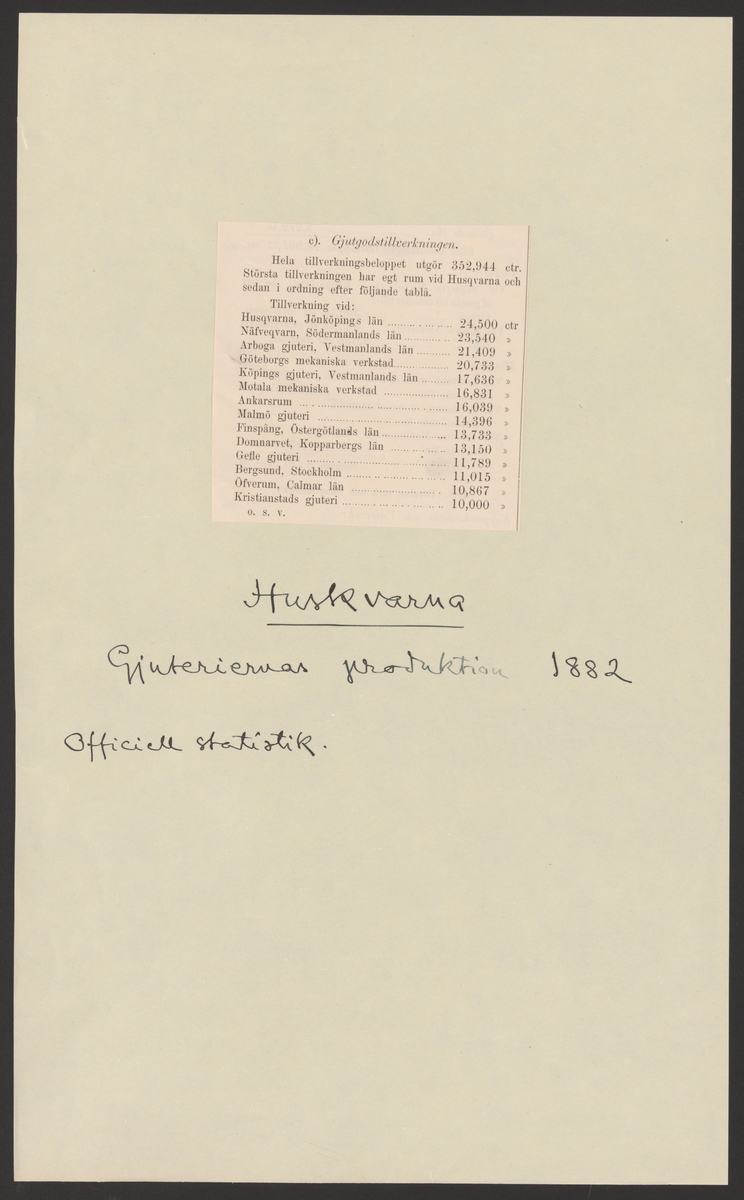 c). Gjutgodstillverkningen.
Hela tillverkningsbeloppet utgör 352,944 ctr.
Största tillverkningen har egt rum vid Husqvarna och
sedan i ordning efter följande tablå.
Tillverkning vid:
Husqvarna, Jönköpings län ............... 24,500 ctr
Näfveqvarn, Södermanlands län ............ 23,540 »
Arboga gjuteri, Vestmanlands län .......... 21,409 »
Göteborgs mekaniska verkstad............... 20,733 »
Köpings gjuteri, Vestmanlands län ........ 17,636 »
Motala mekaniska verkstad .................. 16,831 »
Ankarsrum ....................................... 16,039 »
Malmö gjuteri .................................. 14,396 »
Finspång, Östergötlands län ................ 13,733 »
Domnarvet, Kopparbergs län .............. 13,150 »
Gefle gjuteri .................................... 11,789 »
Bergsund, Stockholm ......................... 11,015 »
Öfverum, Calmar län ........................ 10,867 »
Kristianstads gjuteri ........................... 10,000 »
o. s. v.
Huskvarna
Gjuteriernas produktion 1882
Officiell statistik.